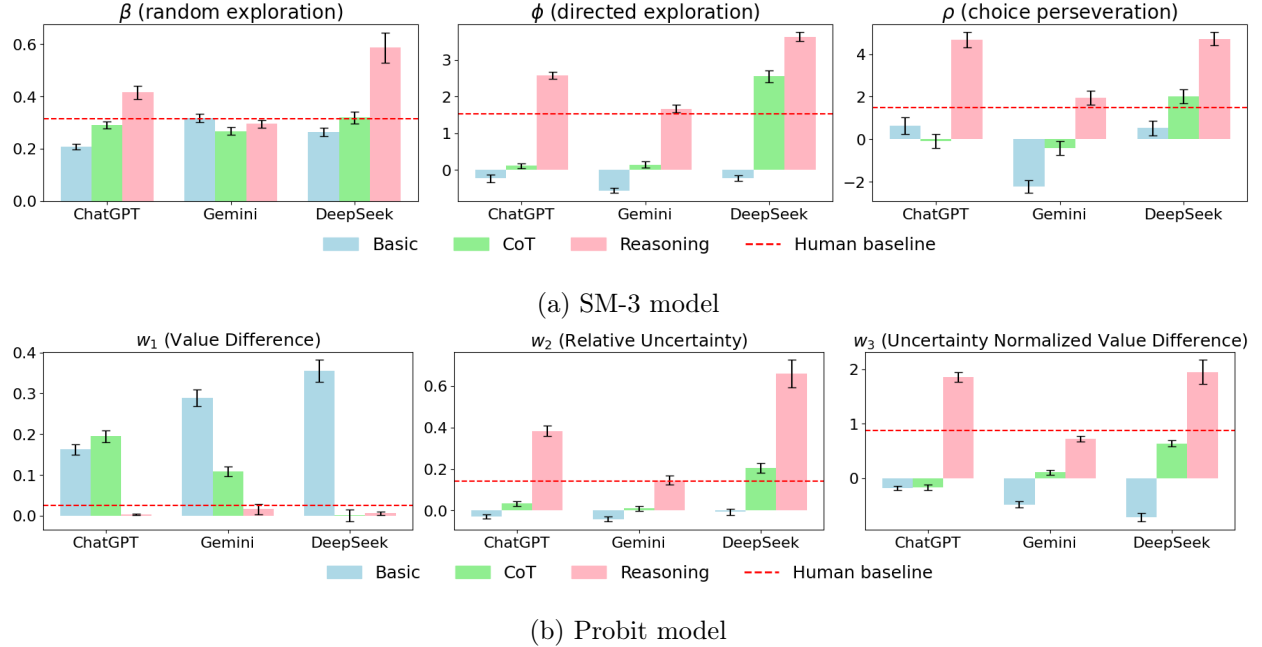 β (random exploration)
ϕ (directed exploration)
ρ (choice perseveration)
0.6
0.4
0.2
0.0
3
2
1
0
4
2
0
−2
ChatGPT Gemini DeepSeek
ChatGPT Gemini DeepSeek
ChatGPT Gemini DeepSeek
Basic CoT Reasoning Human baseline
(a) SM-3 model
w₁ (Value Difference)
w₂ (Relative Uncertainty)
w₃ (Uncertainty Normalized Value Difference)
0.4
0.3
0.2
0.1
0.0
0.6
0.4
0.2
0.0
2
1
0
ChatGPT Gemini DeepSeek
ChatGPT Gemini DeepSeek
ChatGPT Gemini DeepSeek
Basic CoT Reasoning Human baseline
(b) Probit model